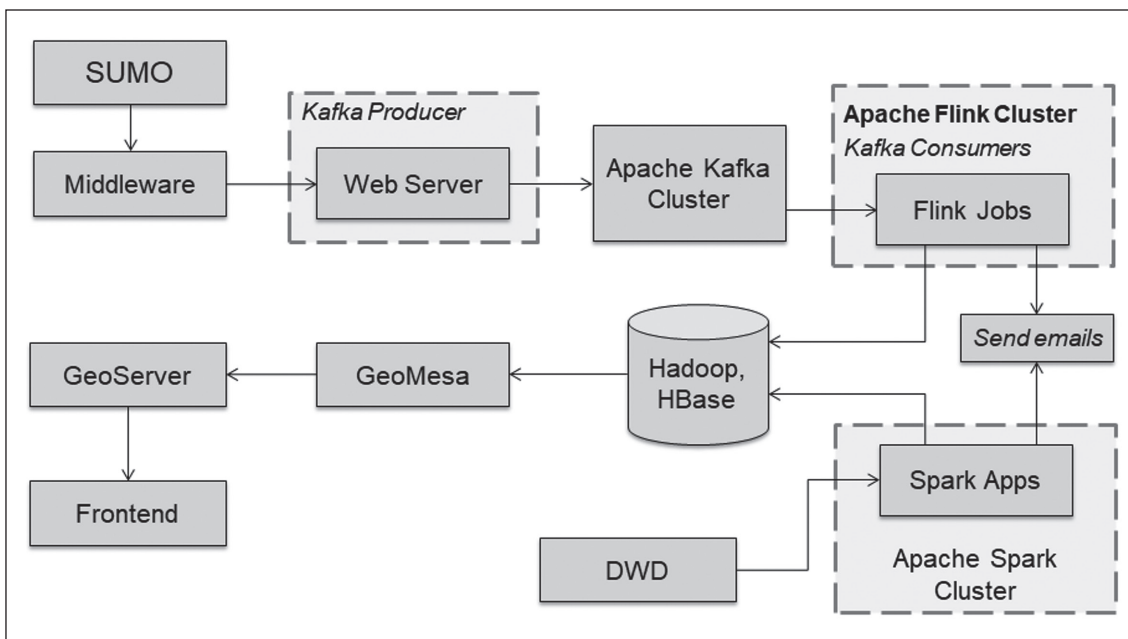 SUMO
Middleware
Kafka Producer
Web Server
Apache Kafka
Cluster
Apache Flink Cluster
Kafka Consumers
Flink Jobs
Send emails
Hadoop,
HBase
GeoMesa
GeoServer
Frontend
DWD
Spark Apps
Apache Spark
Cluster